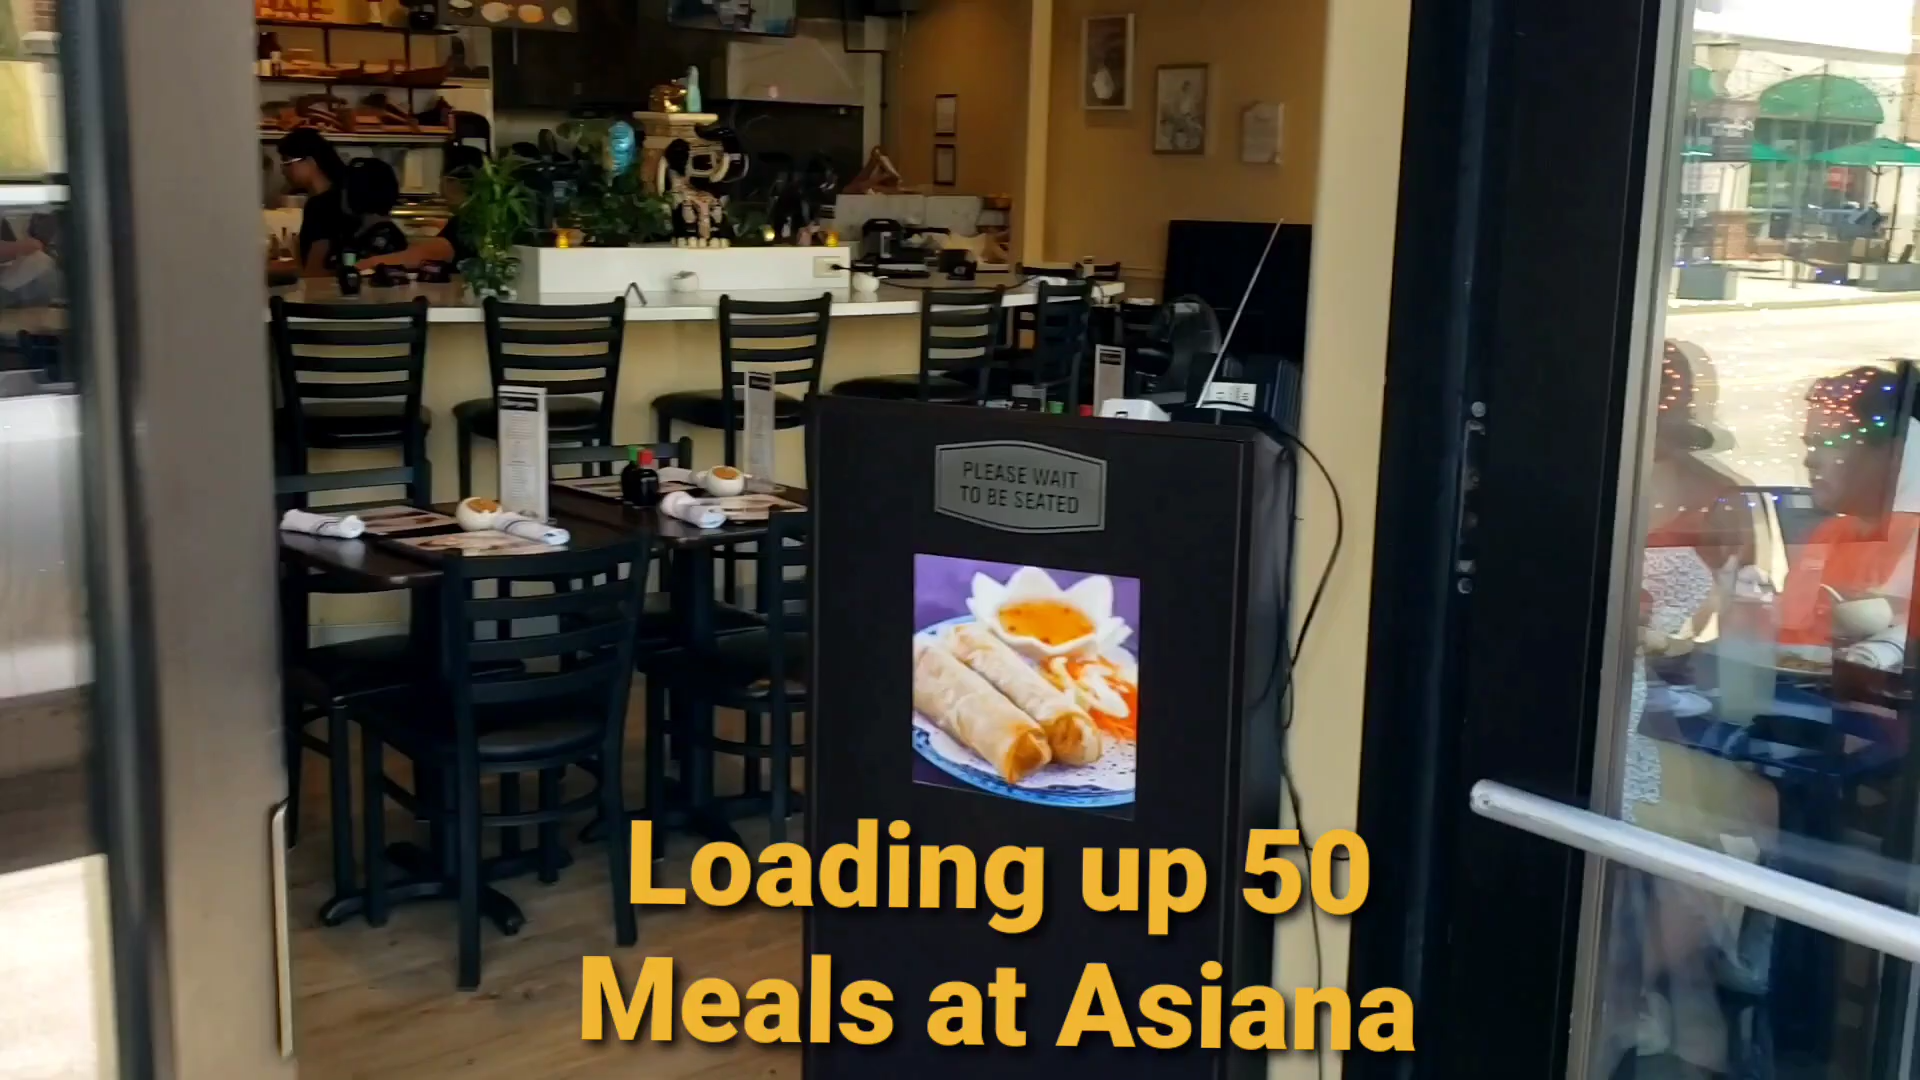 PLEASE WAIT
TO BE SEATED
Loading up 50
Meals at Asiana